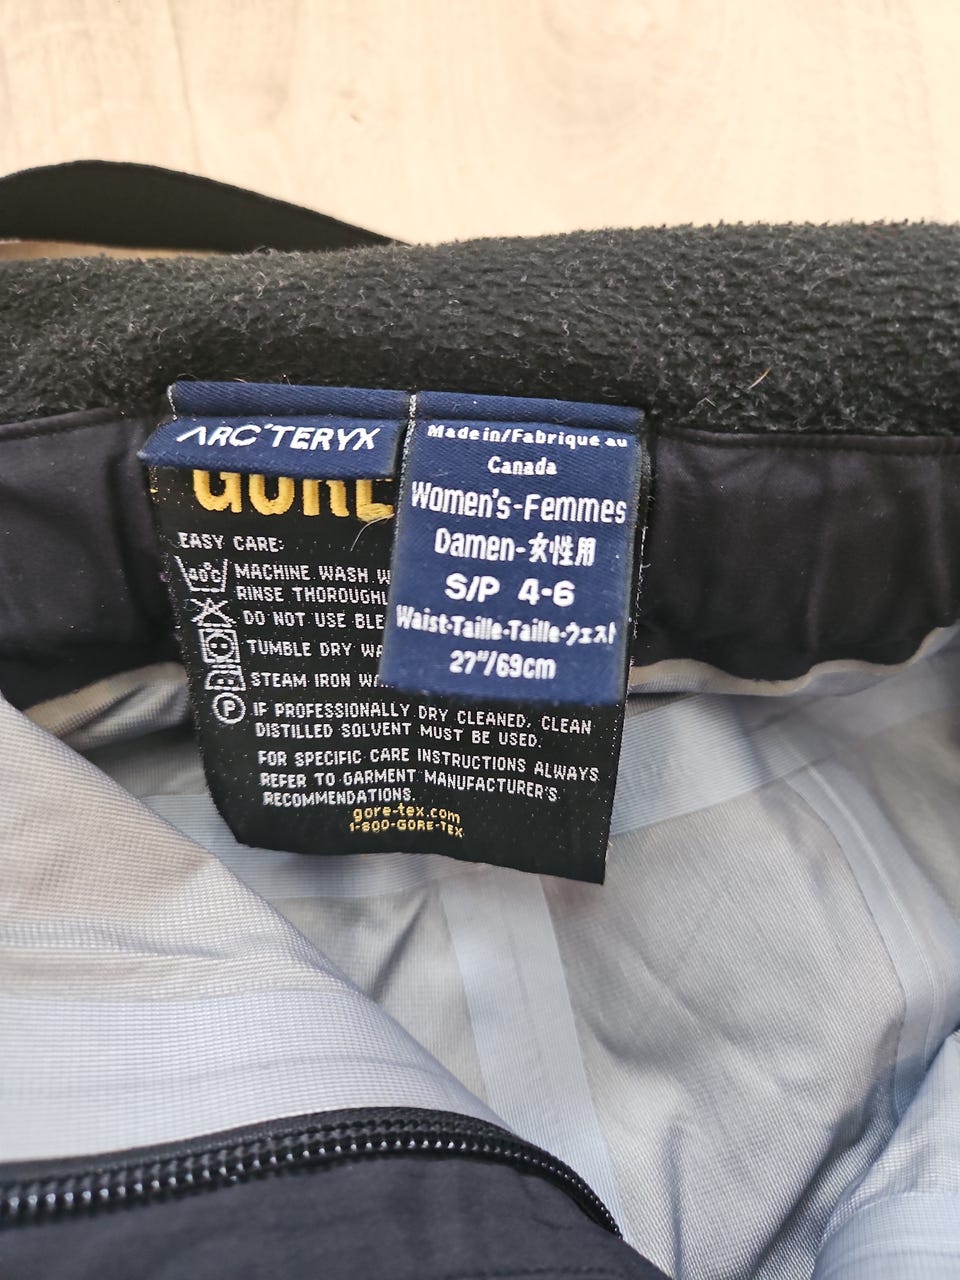 ARC'TERYX
GORE
EASY CARE:
40°C
MACHINE WASH
RINSE THOROUGHL
DO NOT USE BLE
TUMBLE DRY
STEAM IRON
P
IF PROFESSIONALLY DRY CLEANED, CLEAN
DISTILLED SOLVENT MUST BE USED.
FOR SPECIFIC CARE INSTRUCTIONS ALWAYS
REFER TO GARMENT MANUFACTURER'S
RECOMMENDATIONS.
gore-tex.com
1-800-GORE-TEX
Made in/Fabriqué au
Canada
Women's-Femmes
Damen-女性用
S/P 4-6
Waist-Taille-Taille-ウェスト
27"/69cm